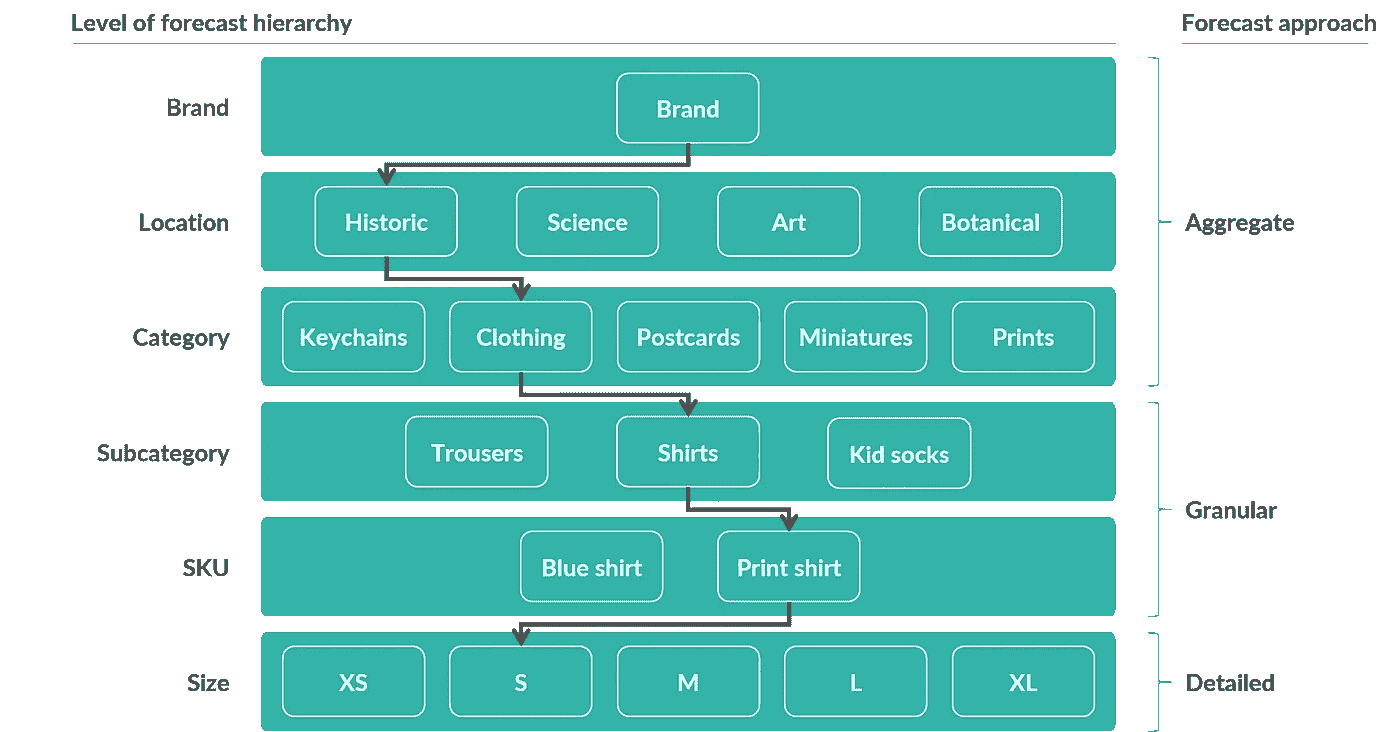 Level of forecast hierarchy
Forecast approach
Brand
Brand
Location
Historic
Science
Art
Botanical
Aggregate
Category
Keychains
Clothing
Postcards
Miniatures
Prints
Subcategory
Trousers
Shirts
Kid socks
Granular
SKU
Blue shirt
Print shirt
Size
XS
S
M
L
XL
Detailed